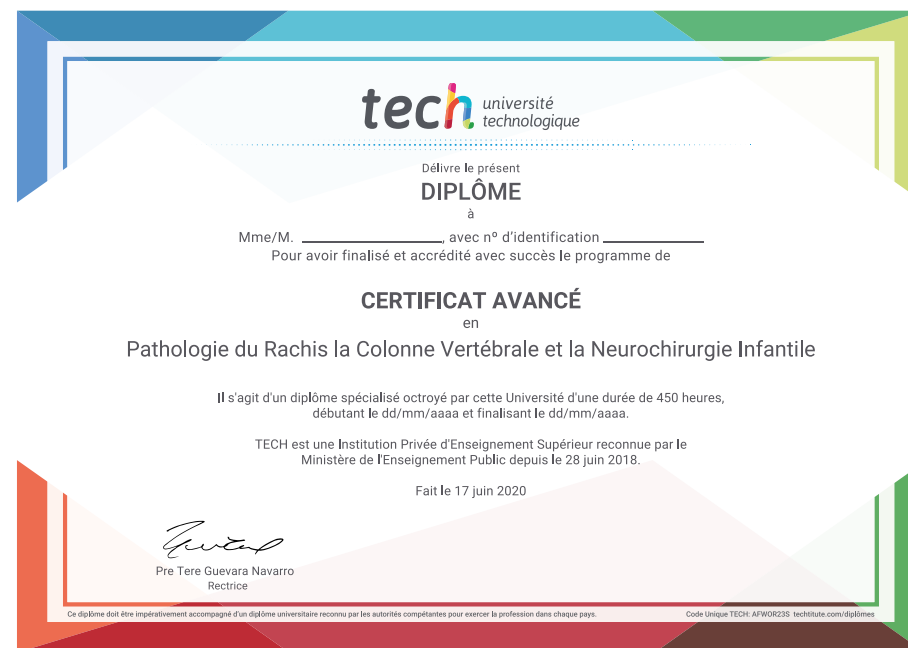 tech université
technologique
Délivre le présent
DIPLÔME
à
Mme/M. ____________________, avec nº d'identification ______________
Pour avoir finalisé et accrédité avec succès le programme de
CERTIFICAT AVANCÉ
en
Pathologie du Rachis la Colonne Vertébrale et la Neurochirurgie Infantile
Il s'agit d'un diplôme spécialisé octroyé par cette Université d'une durée de 450 heures,
débutant le dd/mm/aaaa et finalisant le dd/mm/aaaa.
TECH est une Institution Privée d'Enseignement Supérieur reconnue par le
Ministère de l'Enseignement Public depuis le 28 juin 2018.
Fait le 17 juin 2020
Pre Tere Guevara Navarro
Rectrice
Ce diplôme doit être impérativement accompagné d'un diplôme universitaire reconnu par les autorités compétentes pour exercer la profession dans chaque pays.
Code Unique TECH: AFWOR23S techtitute.com/diplômes